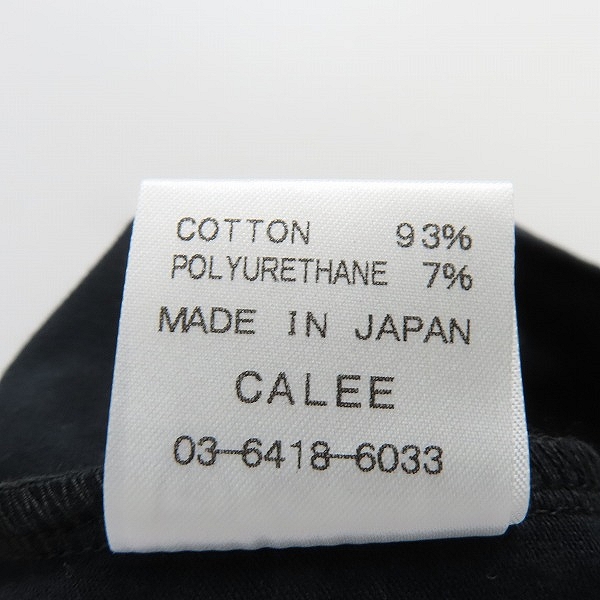 COTTON 93%
POLYURETHANE 7%
MADE IN JAPAN
CALEE
03-6418-6033